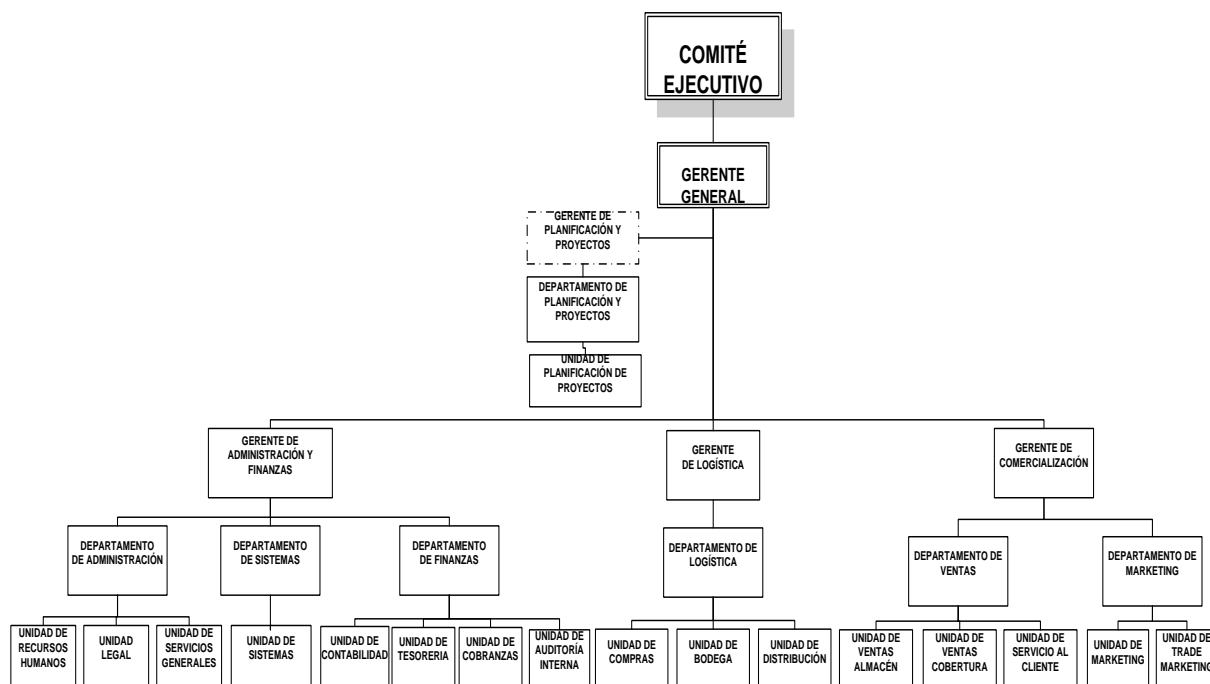 COMITÉ
EJECUTIVO
GERENTE
GENERAL
GERENTE DE
PLANIFICACIÓN Y
PROYECTOS
DEPARTAMENTO DE
PLANIFICACIÓN Y
PROYECTOS
UNIDAD DE
PLANIFICACIÓN DE
PROYECTOS
GERENTE DE
ADMINISTRACIÓN Y
FINANZAS
GERENTE
DE LOGÍSTICA
GERENTE DE
COMERCIALIZACIÓN
DEPARTAMENTO
DE ADMINISTRACIÓN
DEPARTAMENTO
DE SISTEMAS
DEPARTAMENTO
DE FINANZAS
DEPARTAMENTO DE
LOGÍSTICA
DEPARTAMENTO DE
VENTAS
DEPARTAMENTO DE
MARKETING
UNIDAD DE
RECURSOS
HUMANOS
UNIDAD
LEGAL
UNIDAD DE
SERVICIOS
GENERALES
UNIDAD DE
SISTEMAS
UNIDAD DE
CONTABILIDAD
UNIDAD DE
TESORERIA
UNIDAD DE
COBRANZAS
UNIDAD DE
AUDITORÍA
INTERNA
UNIDAD DE
COMPRAS
UNIDAD DE
BODEGA
UNIDAD DE
DISTRIBUCIÓN
UNIDAD DE
VENTAS
ALMACÉN
UNIDAD DE
VENTAS
COBERTURA
UNIDAD DE
SERVICIO AL
CLIENTE
UNIDAD DE
MARKETING
UNIDAD DE
TRADE
MARKETING